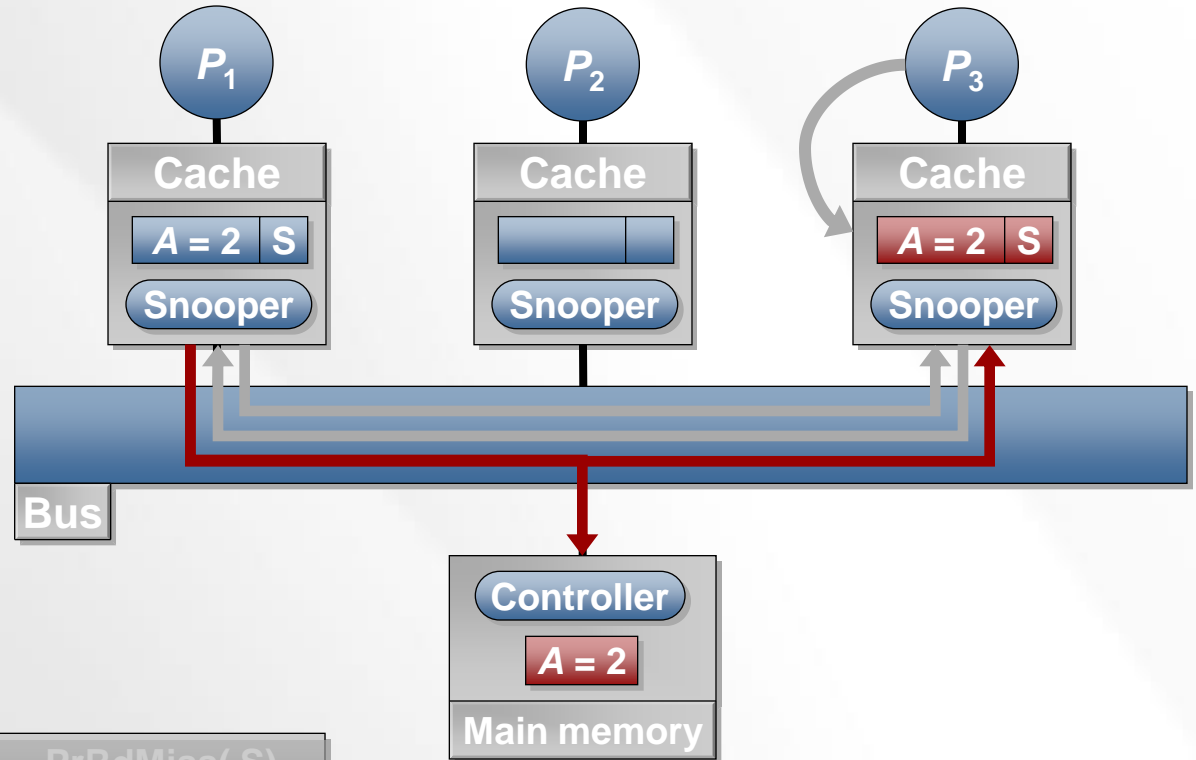 P1
P2
P3
Cache
Cache
Cache
A = 2 S
A = 2 S
Snooper
Snooper
Snooper
Bus
Controller
A = 2
Main memory